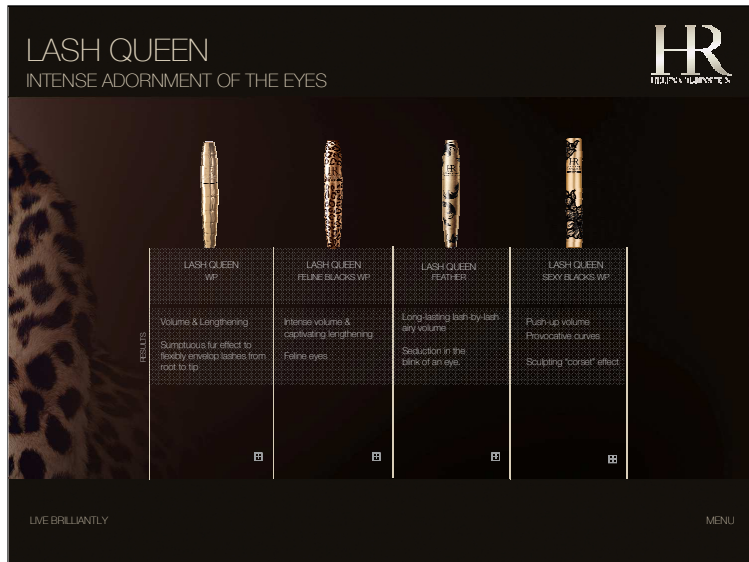 LASH QUEEN
INTENSE ADORNMENT OF THE EYES
HR
HELENA RUBINSTEIN
HR
LASH QUEEN
WP
LASH QUEEN
FELINE BLACKS WP
LASH QUEEN
FEATHER
LASH QUEEN
SEXY BLACKS WP
RESULTS
Volume & Lengthening
Sumptuous fur effect to
flexibly envelop lashes from
root to tip
Intense volume &
captivating lengthening
Feline eyes
Long-lasting lash-by-lash
airy volume
Seduction in the
blink of an eye.
Push-up volume
Provocative curves
Sculpting “corset” effect
LIVE BRILLIANTLY
MENU